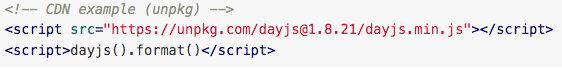 <!-- CDN example (unpkg) -->
<script src="https://unpkg.com/dayjs@1.8.21/dayjs.min.js"></script>
<script>dayjs().format()</script>